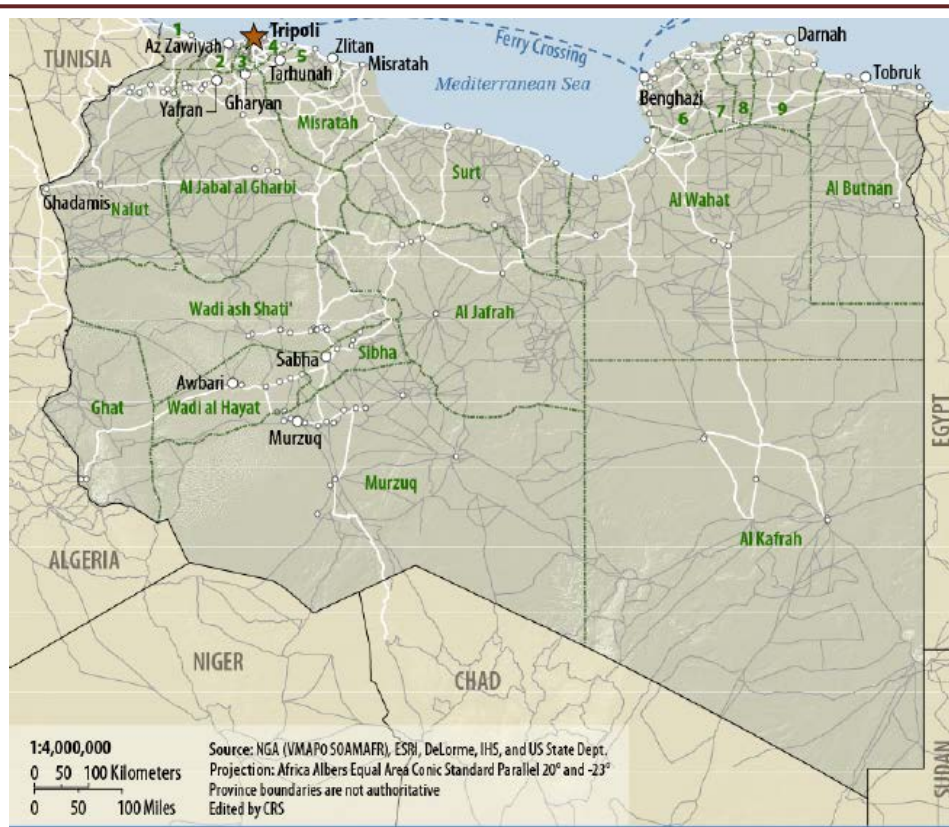 1
Tripoli
Az Zawiyah
4
Zlitan
Ferry Crossing
Darnah
TUNISIA
2
3
5
Tarhunah
Misratah
Mediterranean Sea
Tobruk
Yafran
Gharyan
Benghazi
6
7
8
9
Misratah
Surt
Al Jabal al Gharbi
Al Wahat
Al Butnan
Ghadamis
Nalut
Wadi ash Shati'
Al Jafrah
Sabha
Sibha
Awbari
Ghat
Wadi al Hayat
EGYPT
Murzuq
Murzuq
Al Kafrah
ALGERIA
NIGER
CHAD
SUDAN
1:4,000,000
0 50 100 Kilometers
0 50 100 Miles
Source: NGA (VMAP0 SOAMAFR), ESRI, DeLorme, IHS, and US State Dept.
Projection: Africa Albers Equal Area Conic Standard Parallel 20° and -23°
Province boundaries are not authoritative
Edited by CRS